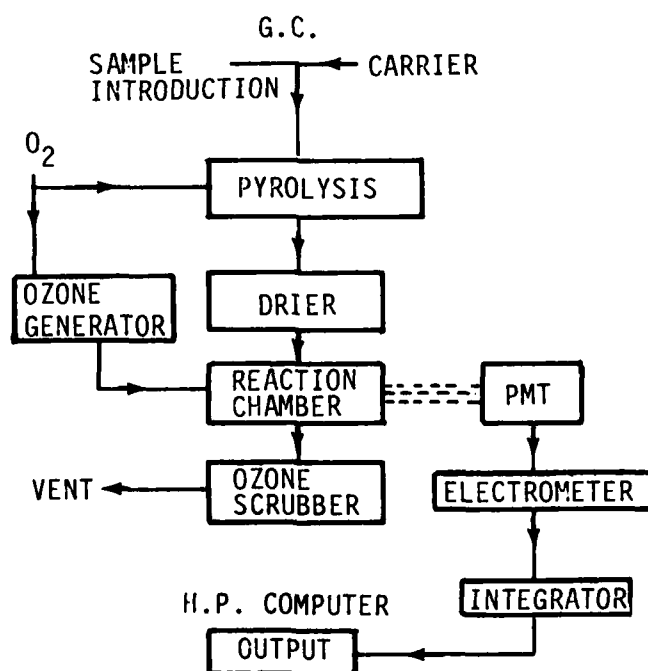 G.C.
SAMPLE
INTRODUCTION
CARRIER
O2
PYROLYSIS
OZONE
GENERATOR
DRIER
REACTION
CHAMBER
PMT
VENT
OZONE
SCRUBBER
ELECTROMETER
H.P. COMPUTER
INTEGRATOR
OUTPUT